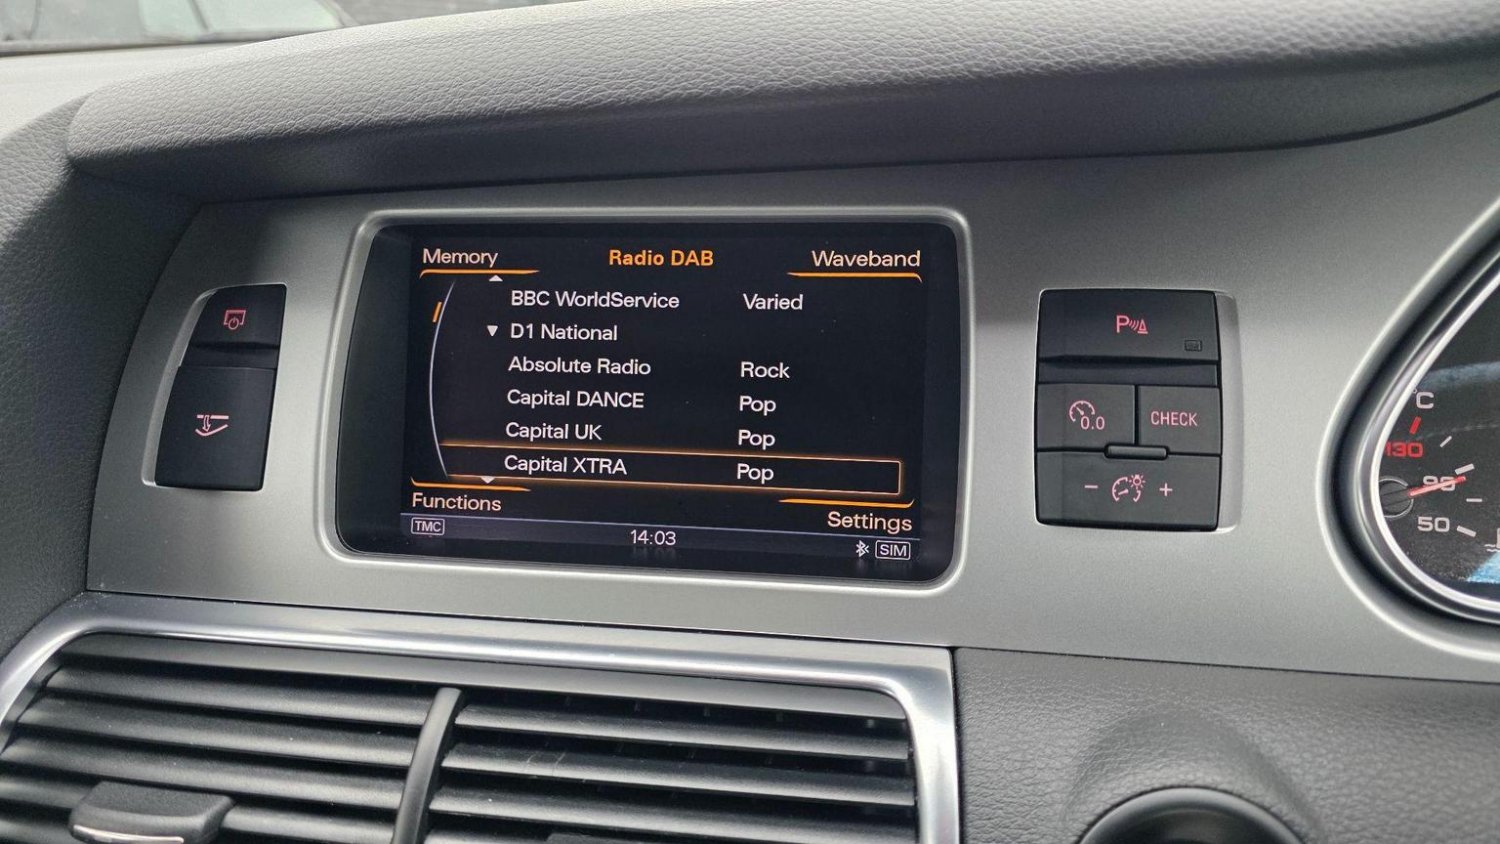 Memory Radio DAB Waveband
BBC WorldService Varied
D1 National
Absolute Radio Rock
Capital DANCE Pop
Capital UK Pop
Capital XTRA Pop
Functions Settings
TMC 14:03 SIM
P
0.0 CHECK
- +
°C
130
90
50